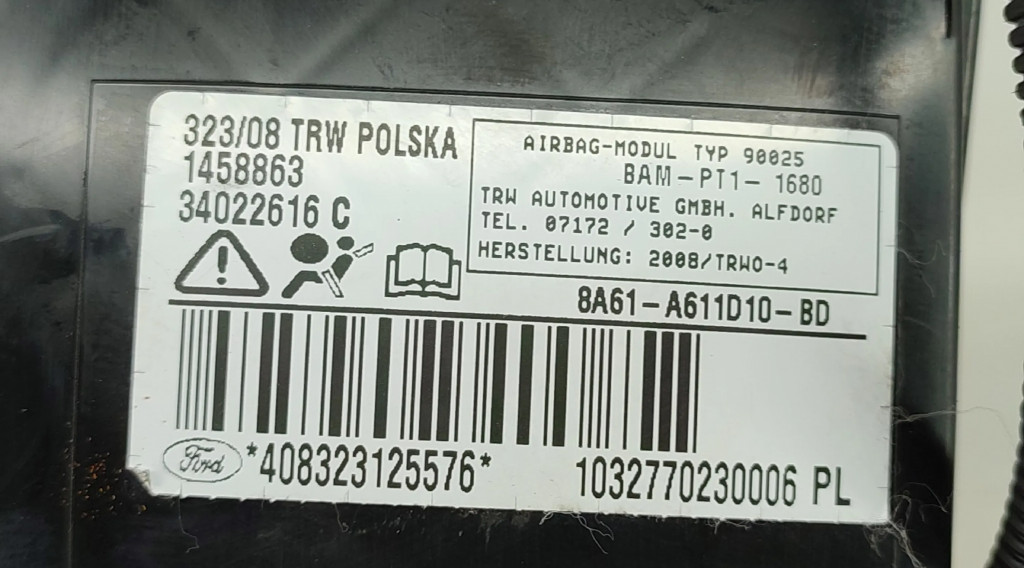 323/08 TRW POLSKA
1458863
34022616 C
AIRBAG-MODUL TYP 90025
BAM-PT1- 1680
TRW AUTOMOTIVE GMBH. ALFDORF
TEL. 07172 / 302-0
HERSTELLUNG: 2008/TRWO-4
8A61-A611D10-BD
Ford *408323125576* 1032770230006 PL